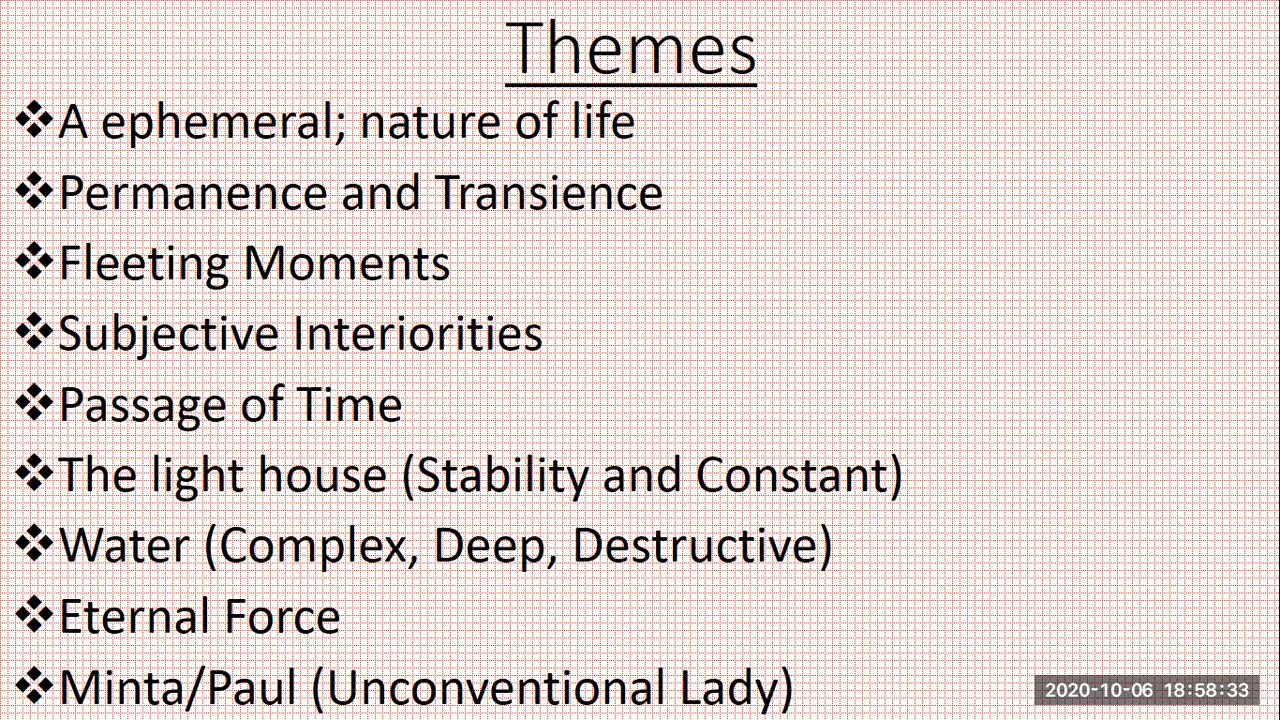 Themes
❖A ephemeral; nature of life
❖Permanence and Transience
❖Fleeting Moments
❖Subjective Interiorities
❖Passage of Time
❖The light house (Stability and Constant)
❖Water (Complex, Deep, Destructive)
❖Eternal Force
❖Minta/Paul (Unconventional Lady)
2020-10-06 18:58:33